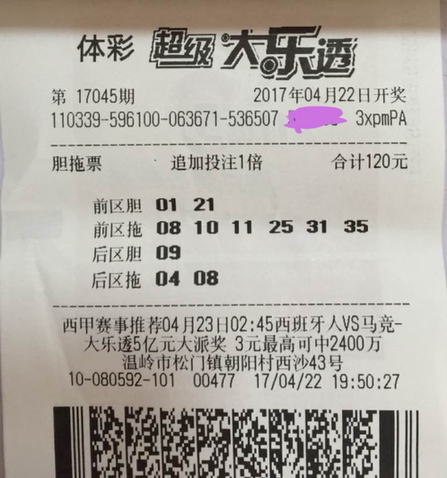 体彩 超级大乐透
第 17045期 2017年04月22日开奖
110339-596100-063671-536507 3xpmPA
胆拖票 追加投注1倍 合计120元
前区胆 01 21
前区拖 08 10 11 25 31 35
后区胆 09
后区拖 04 08
西甲赛事推荐04月23日02:45西班牙人VS马竞-
大乐透5亿元大派奖 3元最高可中2400万
温岭市松门镇朝阳村西沙43号
10-080592-101 00477 17/04/22 19:50:27